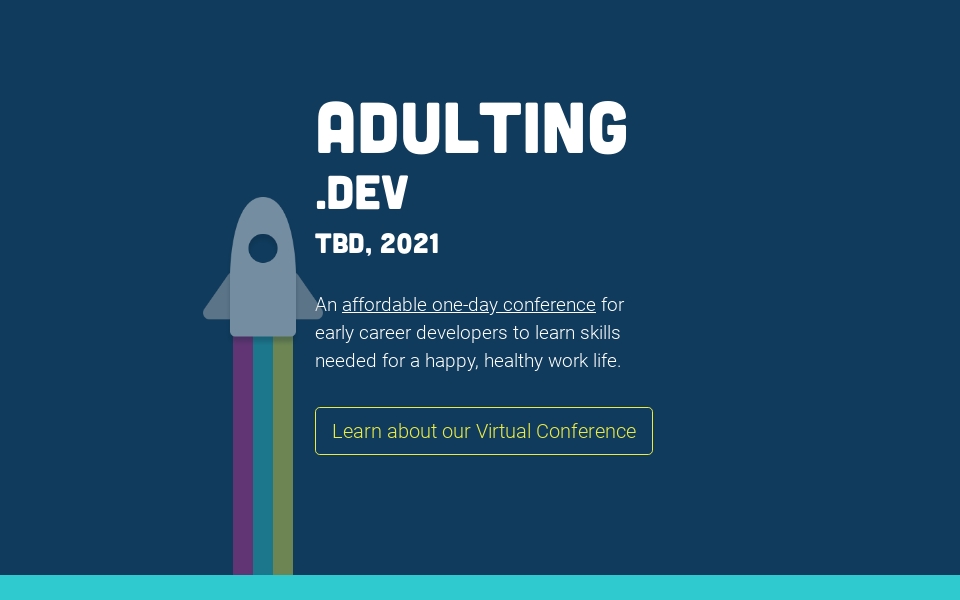 ADULTING
.DEV
TBD, 2021
An affordable one-day conference for
early career developers to learn skills
needed for a happy, healthy work life.
Learn about our Virtual Conference